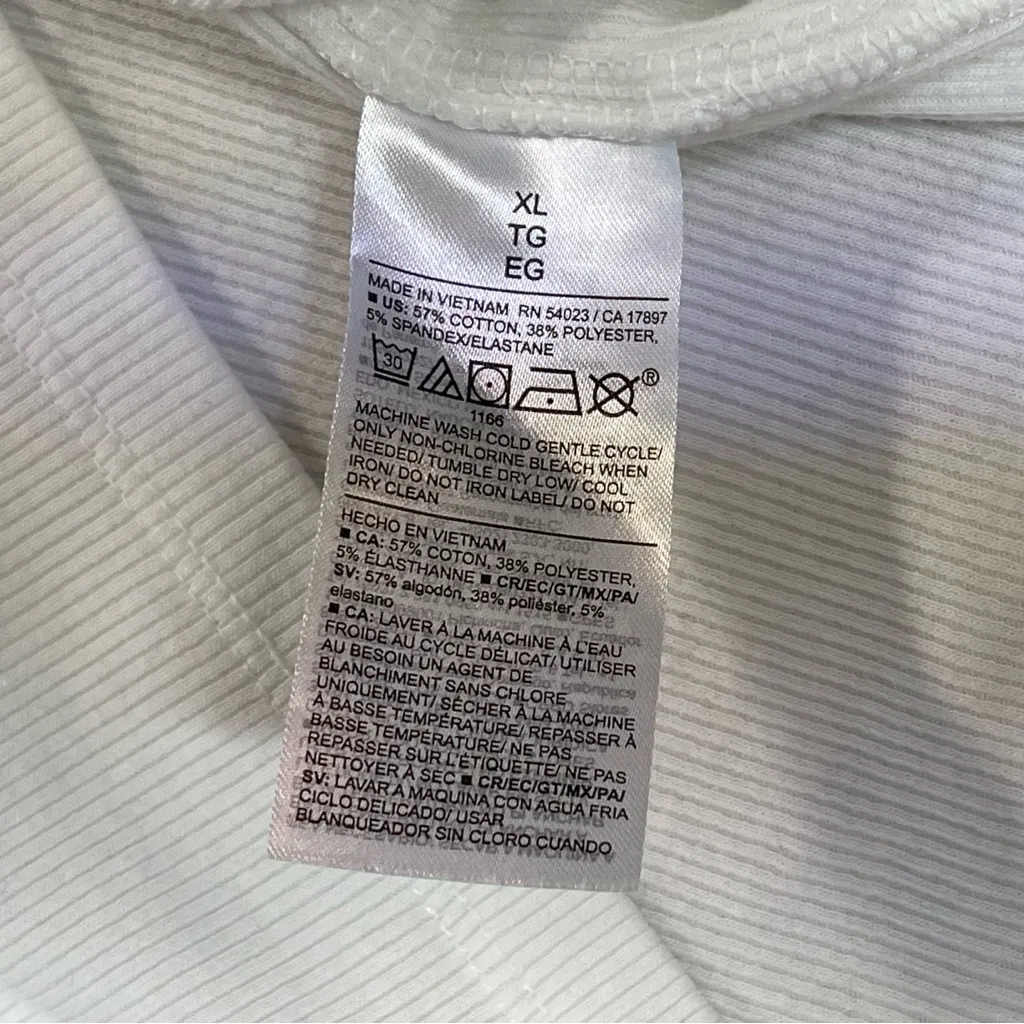 XL
TG
EG
MADE IN VIETNAM RN 54023 / CA 17897
■ US: 57% COTTON, 38% POLYESTER,
5% SPANDEX/ELASTANE
30
®
1166
MACHINE WASH COLD GENTLE CYCLE/
ONLY NON-CHLORINE BLEACH WHEN
NEEDED/ TUMBLE DRY LOW/ COOL
IRON/ DO NOT IRON LABEL/ DO NOT
DRY CLEAN
HECHO EN VIETNAM
■ CA: 57% COTON, 38% POLYESTER,
5% ÉLASTHANNE ■ CR/EC/GT/MX/PA/
SV: 57% algodón, 38% poliéster, 5%
elastano
■ CA: LAVER À LA MACHINE À L'EAU
FROIDE AU CYCLE DÉLICAT/ UTILISER
AU BESOIN UN AGENT DE
BLANCHIMENT SANS CHLORE
UNIQUEMENT/ SÉCHER À LA MACHINE
À BASSE TEMPÉRATURE/ REPASSER À
BASSE TEMPÉRATURE/ NE PAS
REPASSER SUR L'ÉTIQUETTE/ NE PAS
NETTOYER À SEC ■ CR/EC/GT/MX/PA/
SV: LAVAR A MAQUINA CON AGUA FRIA
CICLO DELICADO/ USAR
BLANQUEADOR SIN CLORO CUANDO